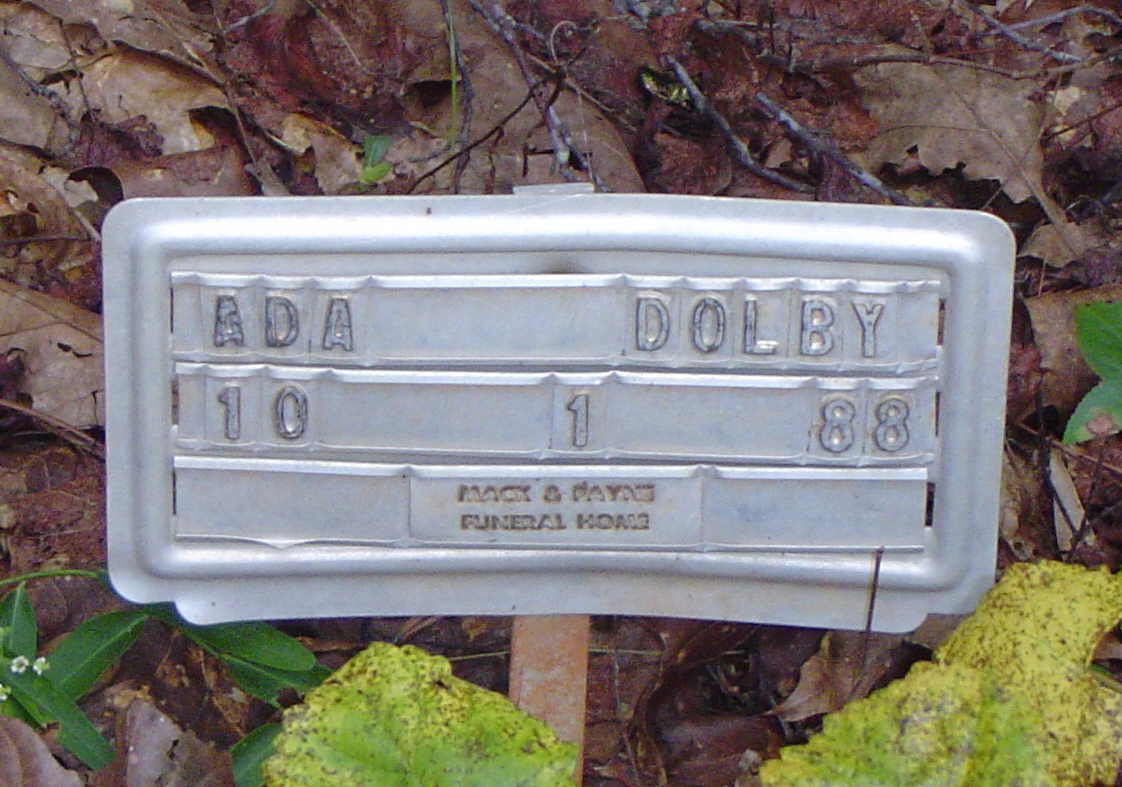 ADA DOLBY
10 1 88
MACK & PAYNE
FUNERAL HOME